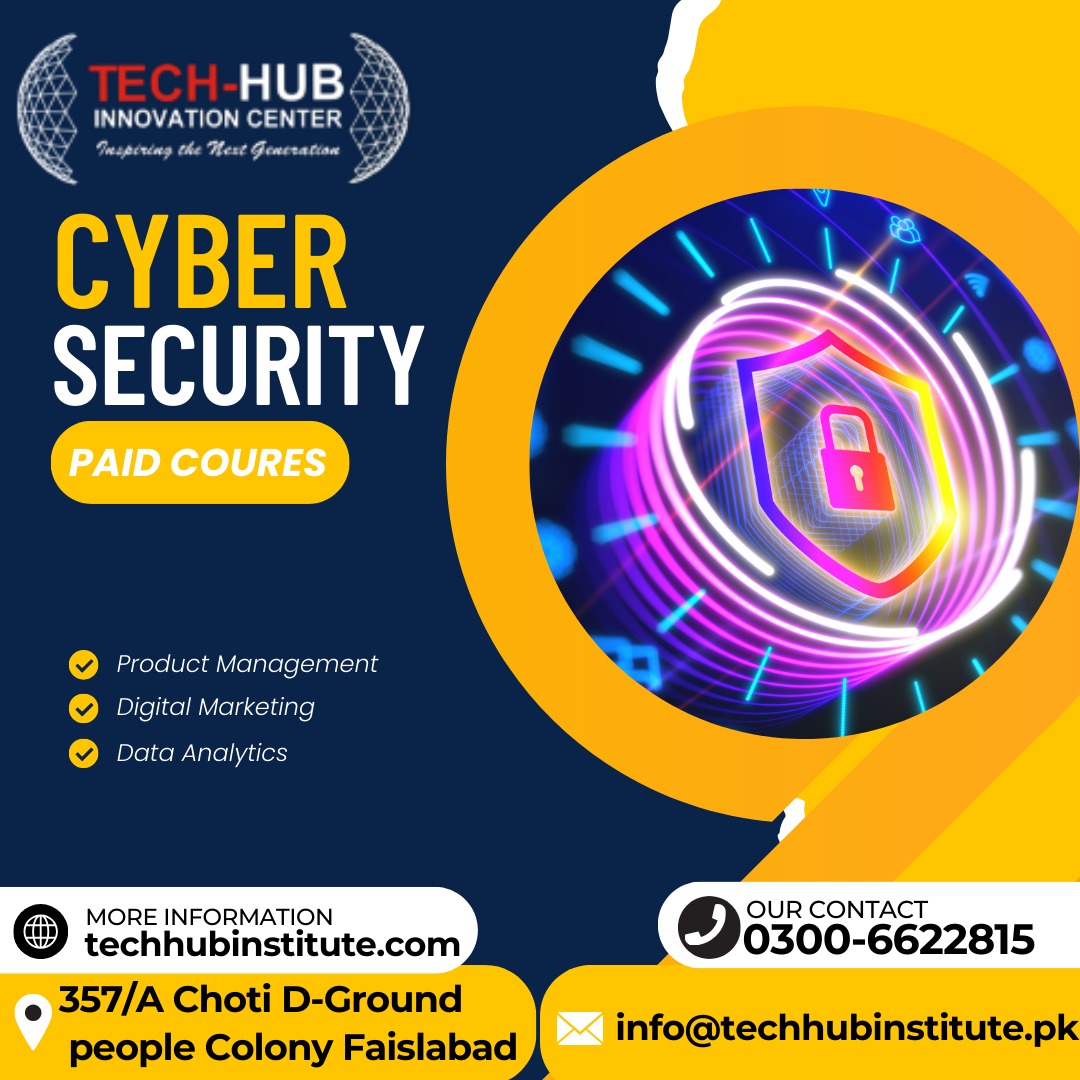 TECH-HUB
INNOVATION CENTER
Inspiring the Next Generation
CYBER
SECURITY
PAID COURES
Product Management
Digital Marketing
Data Analytics
MORE INFORMATION
techhubinstitute.com
OUR CONTACT
0300-6622815
357/A Choti D-Ground
people Colony Faislabad
info@techhubinstitute.pk